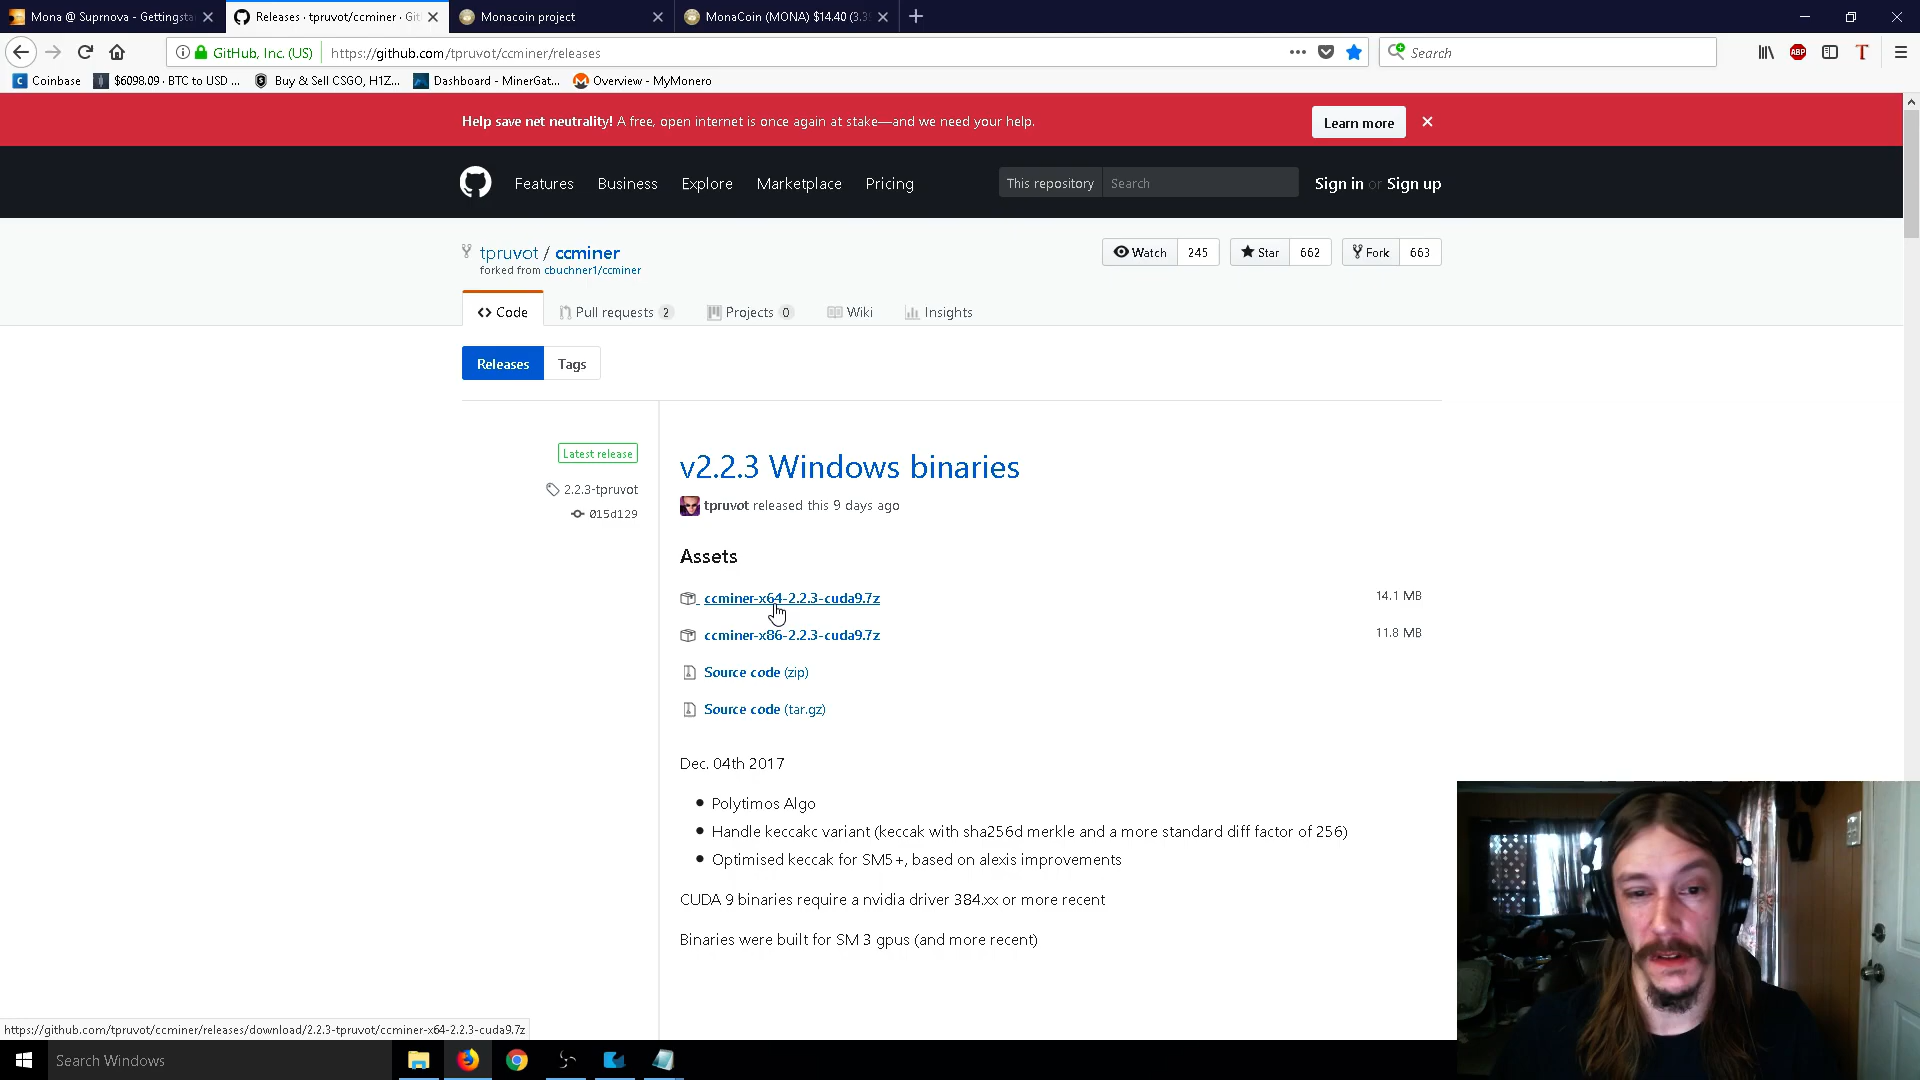 Mona @ Suprnova - Gettingsta
Releases · tpruvot/ccminer · Git
Monacoin project
MonaCoin (MONA) $14.40 (3.3
GitHub, Inc. (US)
https://github.com/tpruvot/ccminer/releases
Search
Coinbase
$6098.09 · BTC to USD ...
Buy & Sell CSGO, H1Z...
Dashboard - MinerGat...
Overview - MyMonero
Help save net neutrality! A free, open internet is once again at stake—and we need your help.
Learn more
Features
Business
Explore
Marketplace
Pricing
This repository
Search
Sign in or Sign up
tpruvot / ccminer
forked from cbuchner1/ccminer
Watch 245
Star 662
Fork 663
Code
Pull requests 2
Projects 0
Wiki
Insights
Releases
Tags
Latest release
2.2.3-tpruvot
015d129
v2.2.3 Windows binaries
tpruvot released this 9 days ago
Assets
ccminer-x64-2.2.3-cuda9.7z
14.1 MB
ccminer-x86-2.2.3-cuda9.7z
11.8 MB
Source code (zip)
Source code (tar.gz)
Dec. 04th 2017
Polytimos Algo
Handle keccakc variant (keccak with sha256d merkle and a more standard diff factor of 256)
Optimised keccak for SM5+, based on alexis improvements
CUDA 9 binaries require a nvidia driver 384.xx or more recent
Binaries were built for SM 3 gpus (and more recent)
https://github.com/tpruvot/ccminer/releases/download/2.2.3-tpruvot/ccminer-x64-2.2.3-cuda9.7z
Search Windows